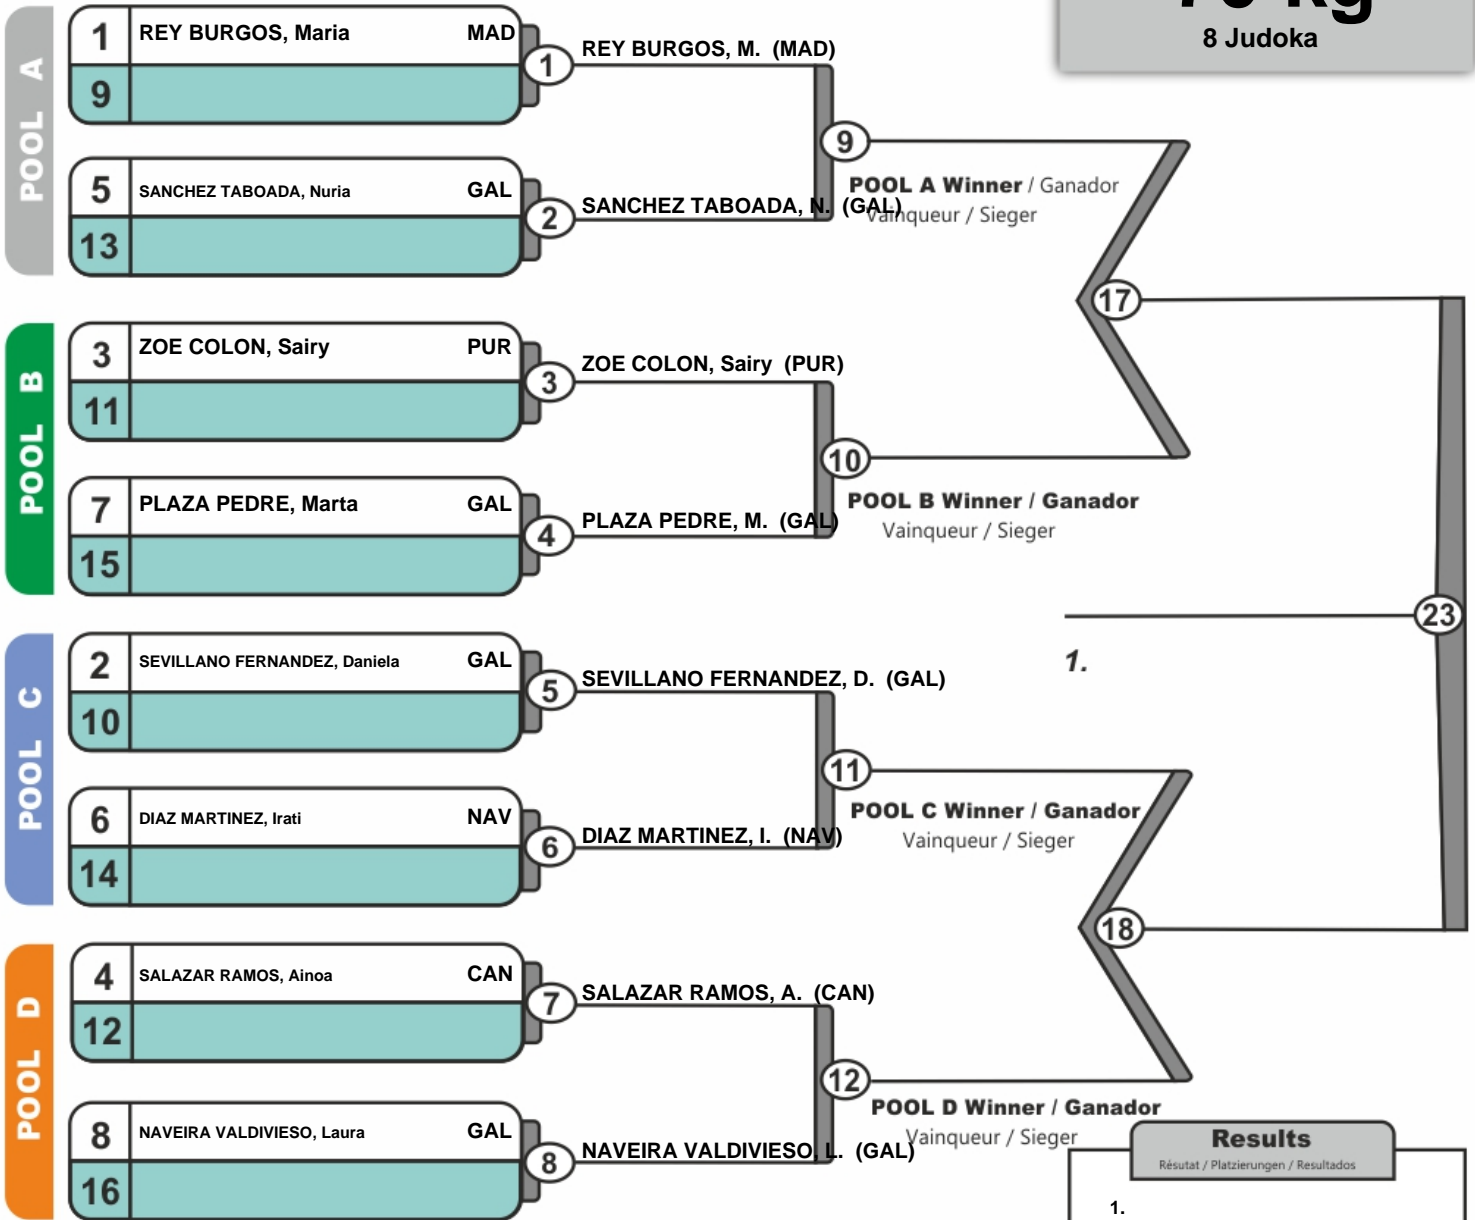 70 kg
8 Judoka
POOL A
1 REY BURGOS, Maria MAD
9
1
REY BURGOS, M. (MAD)
5 SANCHEZ TABOADA, Nuria GAL
13
2
SANCHEZ TABOADA, N. (GAL)
9
POOL A Winner / Ganador
Vainqueur / Sieger
17
POOL B
3 ZOE COLON, Sairy PUR
11
3
ZOE COLON, Sairy (PUR)
7 PLAZA PEDRE, Marta GAL
15
4
PLAZA PEDRE, M. (GAL)
10
POOL B Winner / Ganador
Vainqueur / Sieger
23
1.
POOL C
2 SEVILLANO FERNANDEZ, Daniela GAL
10
5
SEVILLANO FERNANDEZ, D. (GAL)
6 DIAZ MARTINEZ, Irati NAV
14
6
DIAZ MARTINEZ, I. (NAV)
11
POOL C Winner / Ganador
Vainqueur / Sieger
18
POOL D
4 SALAZAR RAMOS, Ainoa CAN
12
7
SALAZAR RAMOS, A. (CAN)
8 NAVEIRA VALDIVIESO, Laura GAL
16
8
NAVEIRA VALDIVIESO, L. (GAL)
12
POOL D Winner / Ganador
Vainqueur / Sieger
Results
Résutat / Platzierungen / Resultados
1.